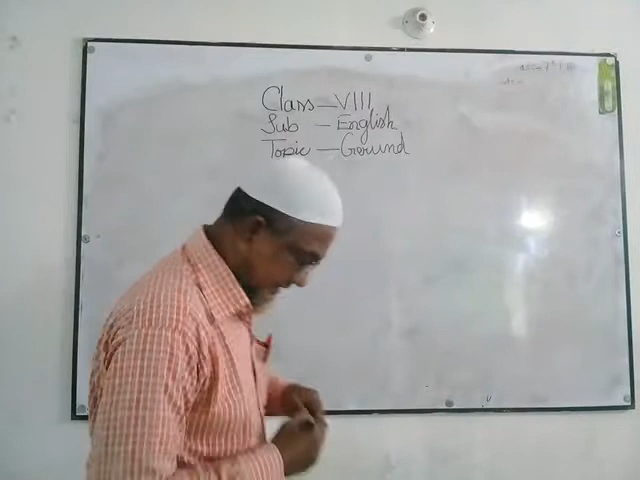 Class — VIII
Sub — English
Topic — Gerund